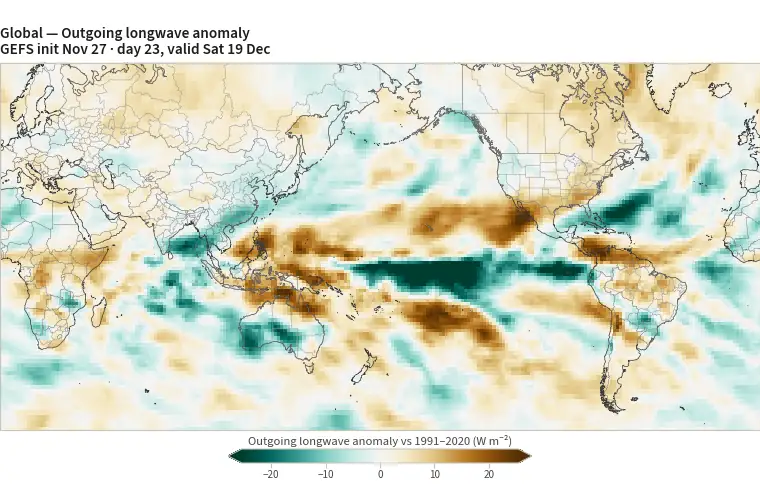 Global — Outgoing longwave anomaly
GEFS init Nov 27 · day 23, valid Sat 19 Dec
Outgoing longwave anomaly vs 1991–2020 (W m⁻²)
−20 −10 0 10 20